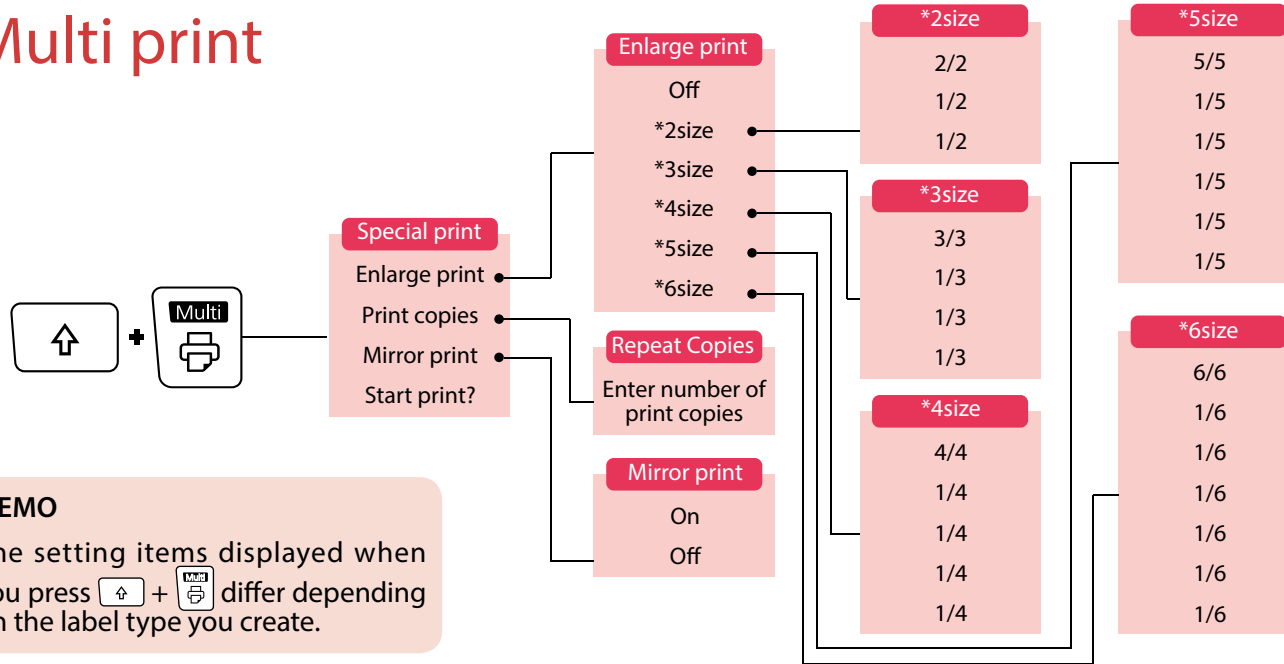 Multi print
Multi
Special print
Enlarge print
Print copies
Mirror print
Start print?
Enlarge print
Off
*2size
*3size
*4size
*5size
*6size
Repeat Copies
Enter number of
print copies
Mirror print
On
Off
*2size
2/2
1/2
1/2
*3size
3/3
1/3
1/3
1/3
*4size
4/4
1/4
1/4
1/4
1/4
*5size
5/5
1/5
1/5
1/5
1/5
1/5
*6size
6/6
1/6
1/6
1/6
1/6
1/6
1/6
EMO
he setting items displayed when
ou press + Multi differ depending
n the label type you create.